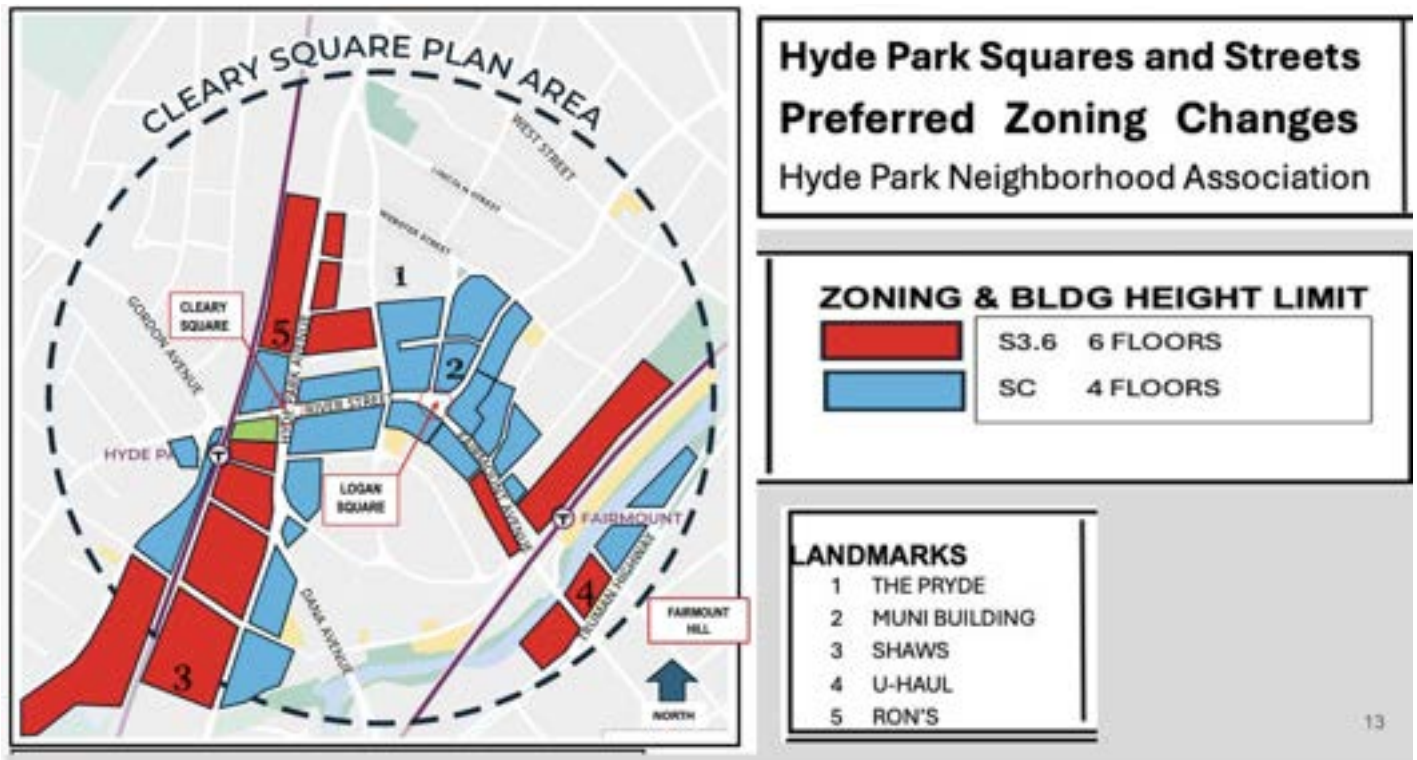 CLEARY SQUARE PLAN AREA
WEST STREET
LINCOLN STREET
WEBSTER STREET
1
GORDON AVENUE
CLEARY
SQUARE
5
HYDE PARK AVENUE
2
RIVER STREET
HYDE PA
T
LOGAN
SQUARE
FAIRMOUNT AVENUE
T FAIRMOUNT
4
TRUMAN HIGHWAY
DANA AVENUE
FAIRMOUNT
HILL
3
NORTH
Hyde Park Squares and Streets
Preferred Zoning Changes
Hyde Park Neighborhood Association
ZONING & BLDG HEIGHT LIMIT
S3.6 6 FLOORS
SC 4 FLOORS
LANDMARKS
1 THE PRYDE
2 MUNI BUILDING
3 SHAWS
4 U-HAUL
5 RON'S
13